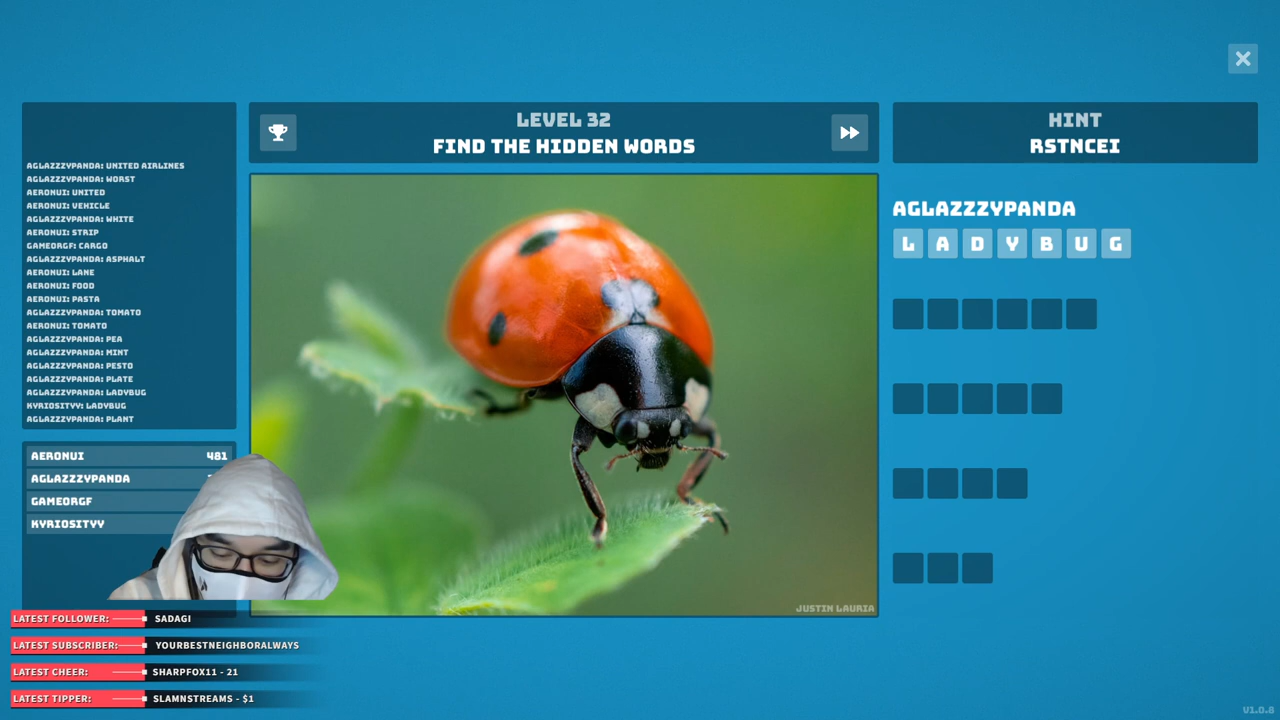 LEVEL 32
FIND THE HIDDEN WORDS
HINT
RSTNCEI
AGLAZZZYPANDA: UNITED AIRLINES
AGLAZZZYPANDA: WORST
AERONUI: UNITED
AERONUI: VEHICLE
AGLAZZZYPANDA: WHITE
AERONUI: STRIP
GAMEORGF: CARGO
AGLAZZZYPANDA: ASPHALT
AERONUI: LANE
AERONUI: FOOD
AERONUI: PASTA
AGLAZZZYPANDA: TOMATO
AERONUI: TOMATO
AGLAZZZYPANDA: PEA
AGLAZZZYPANDA: MINT
AGLAZZZYPANDA: PESTO
AGLAZZZYPANDA: PLATE
AGLAZZZYPANDA: LADYBUG
KYRIOSITYY: LADYBUG
AGLAZZZYPANDA: PLANT
AERONUI 481
AGLAZZZYPANDA
GAMEORGF
KYRIOSITYY
LATEST FOLLOWER: SADAGI
LATEST SUBSCRIBER: YOURBESTNEIGHBORALWAYS
LATEST CHEER: SHARPFOX11 - 21
LATEST TIPPER: SLAMNSTREAMS - $1
JUSTIN LAURIA
AGLAZZZYPANDA
LADYBUG
V1.0.8